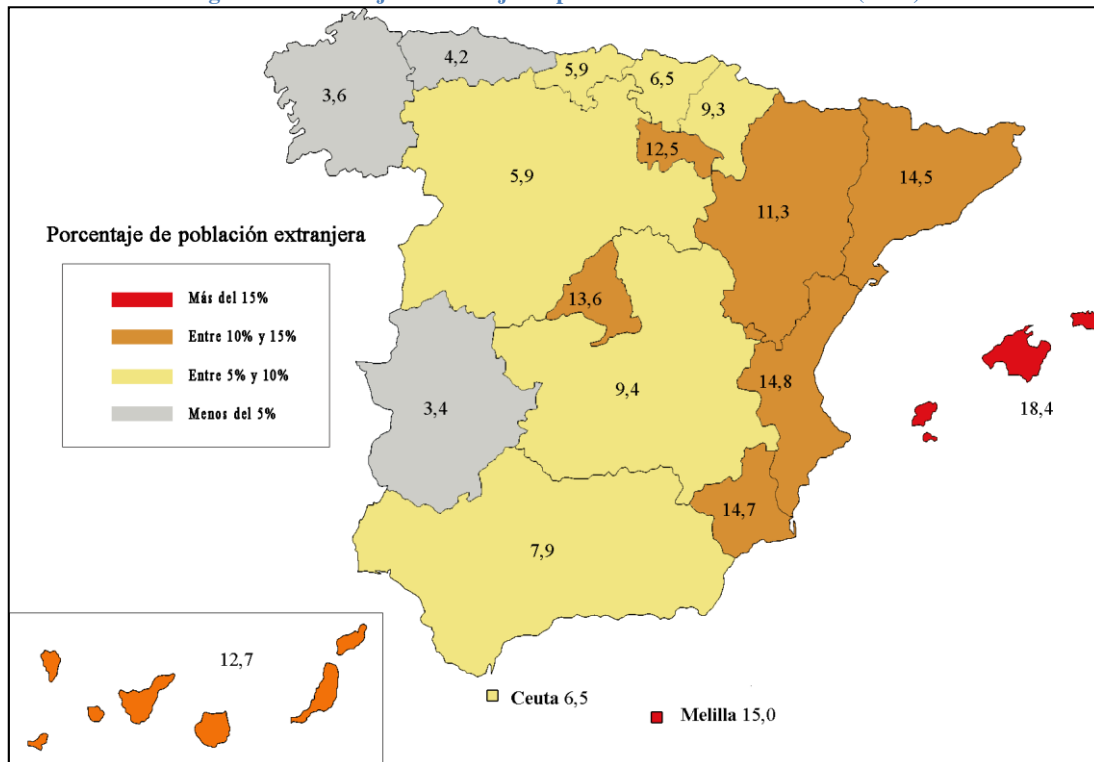 4,2
5,9
6,5
3,6
9,3
12,5
5,9
14,5
11,3
Porcentaje de población extranjera
Más del 15%
Entre 10% y 15%
Entre 5% y 10%
Menos del 5%
13,6
14,8
9,4
3,4
18,4
14,7
7,9
12,7
Ceuta 6,5
Melilla 15,0